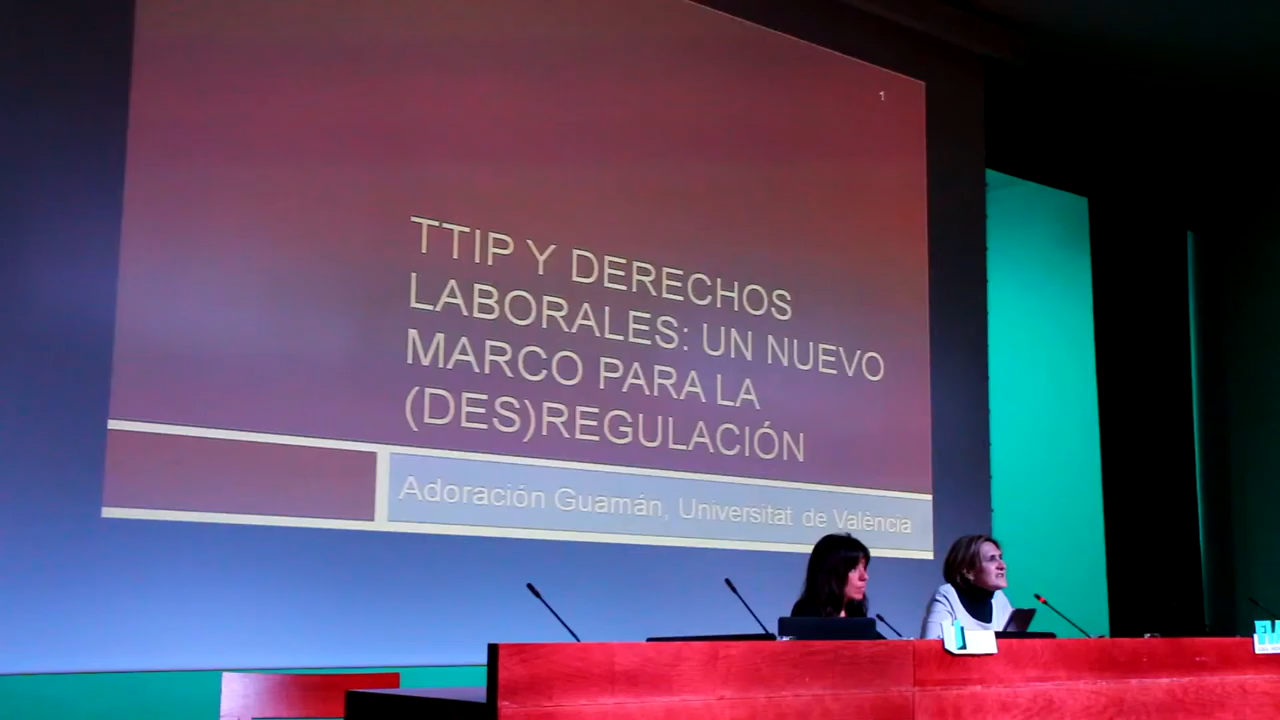 1
TTIP Y DERECHOS
LABORALES: UN NUEVO
MARCO PARA LA
(DES)REGULACIÓN
Adoración Guamán, Universitat de València